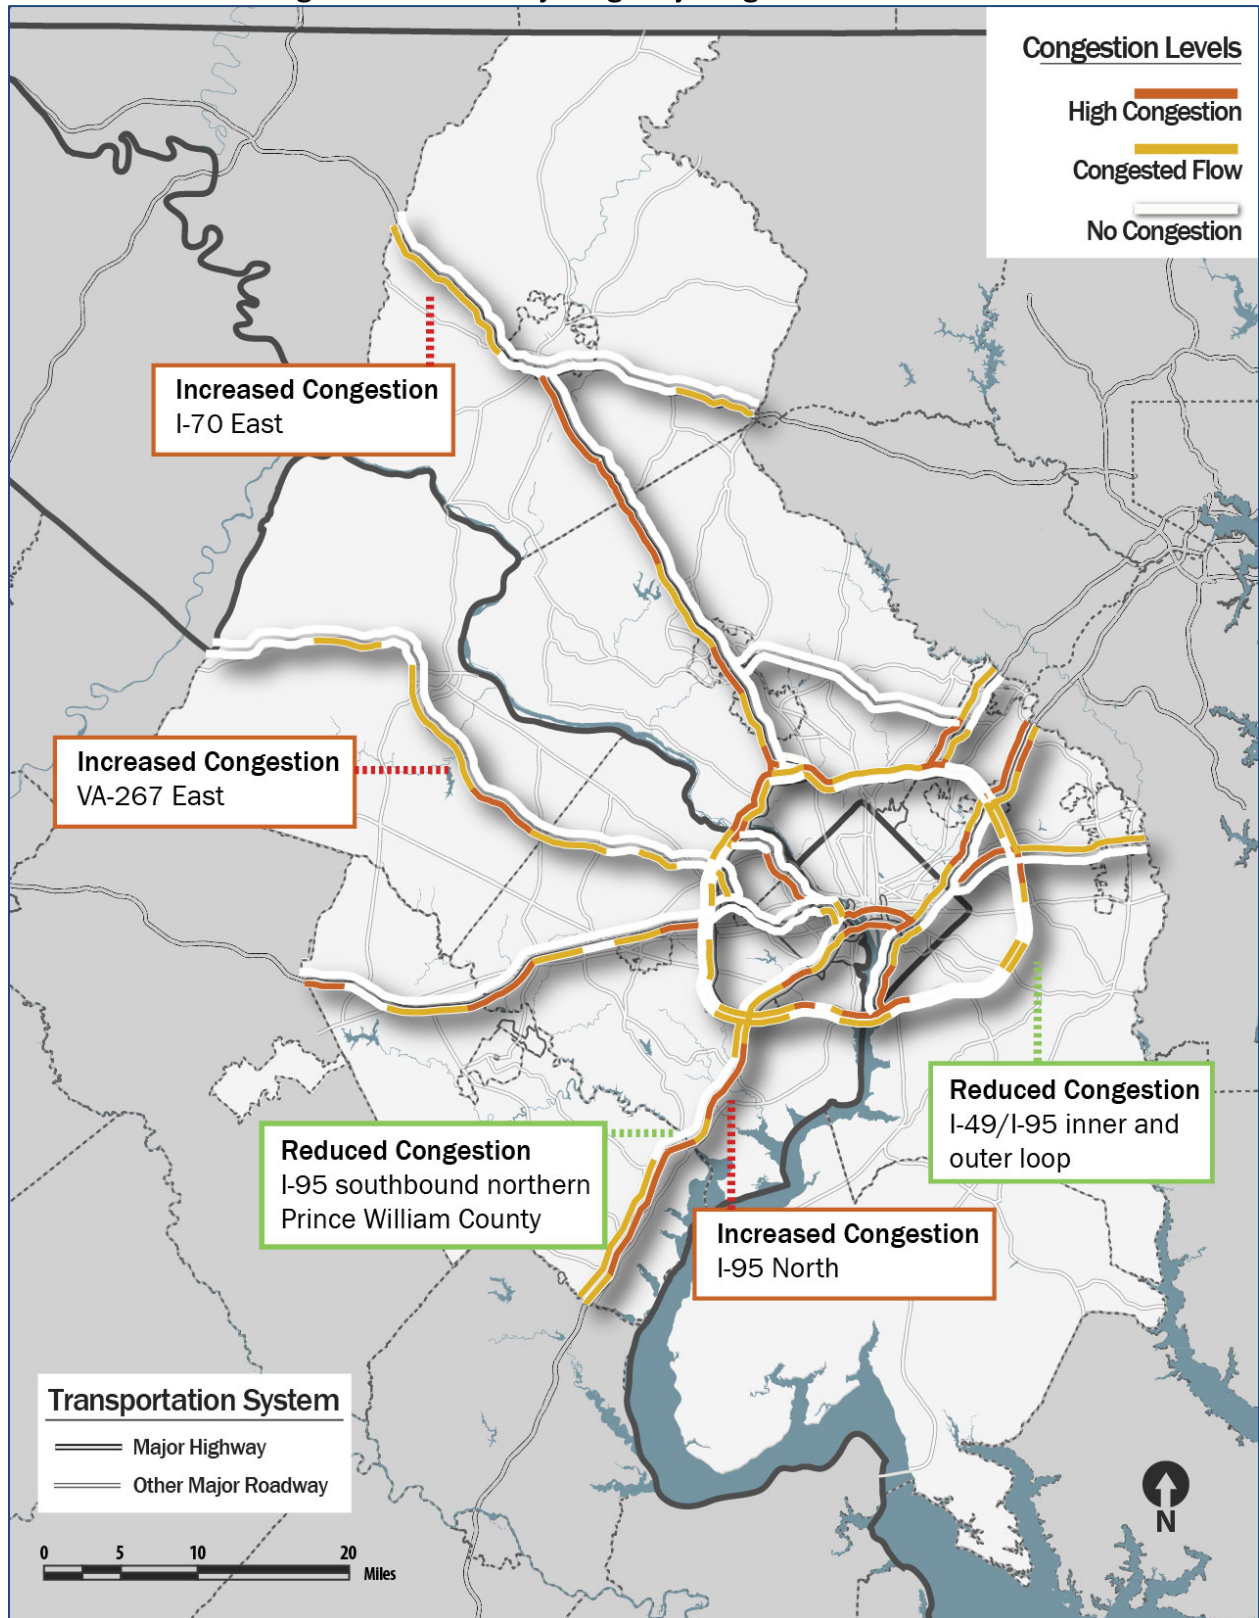 Congestion Levels
High Congestion
Congested Flow
No Congestion
Increased Congestion
I-70 East
Increased Congestion
VA-267 East
Reduced Congestion
I-49/I-95 inner and
outer loop
Reduced Congestion
I-95 southbound northern
Prince William County
Increased Congestion
I-95 North
Transportation System
Major Highway
Other Major Roadway
0 5 10 20
Miles
N